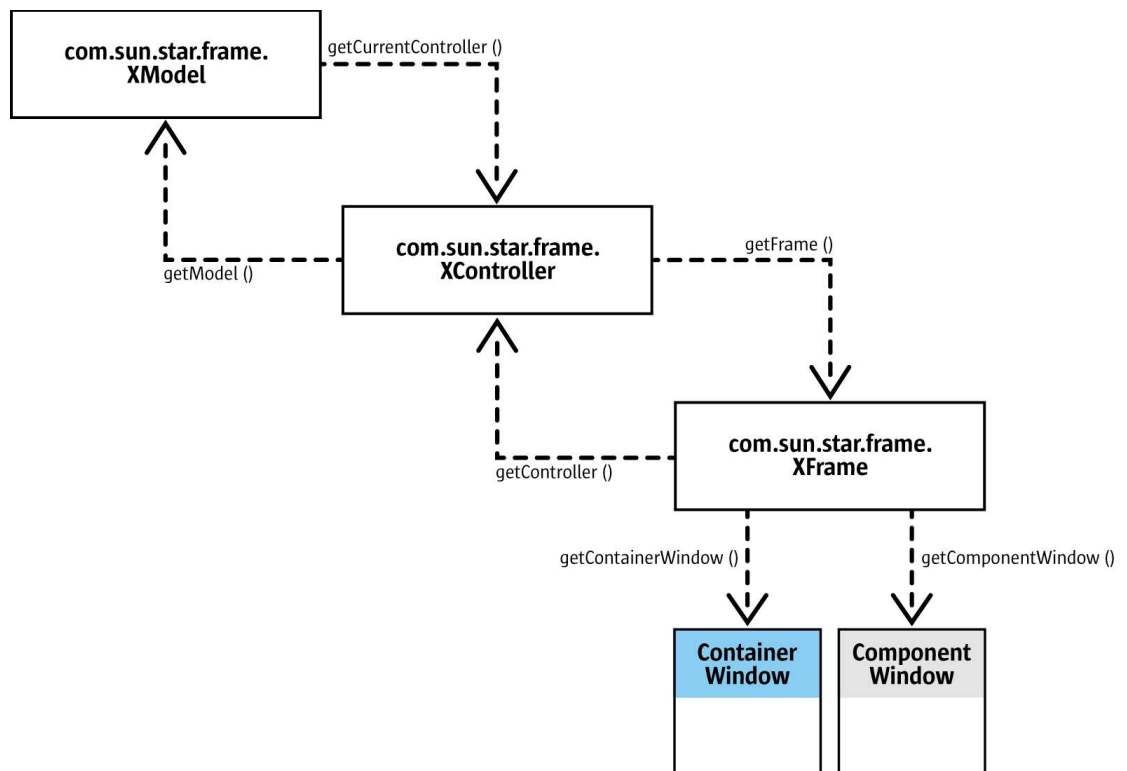 com.sun.star.frame.
XModel
getCurrentController ()
getModel ()
com.sun.star.frame.
XController
getFrame ()
getController ()
com.sun.star.frame.
XFrame
getContainerWindow ()
getComponentWindow ()
Container
Window
Component
Window